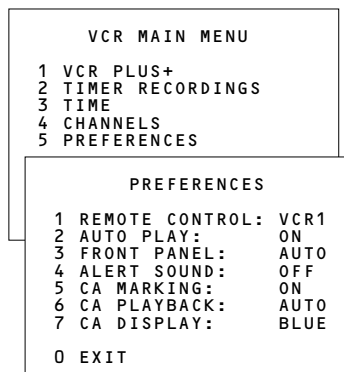 VCR MAIN MENU
1 VCR PLUS+
2 TIMER RECORDINGS
3 TIME
4 CHANNELS
5 PREFERENCES
PREFERENCES
1 REMOTE CONTROL: VCR1
2 AUTO PLAY: ON
3 FRONT PANEL: AUTO
4 ALERT SOUND: OFF
5 CA MARKING: ON
6 CA PLAYBACK: AUTO
7 CA DISPLAY: BLUE
0 EXIT